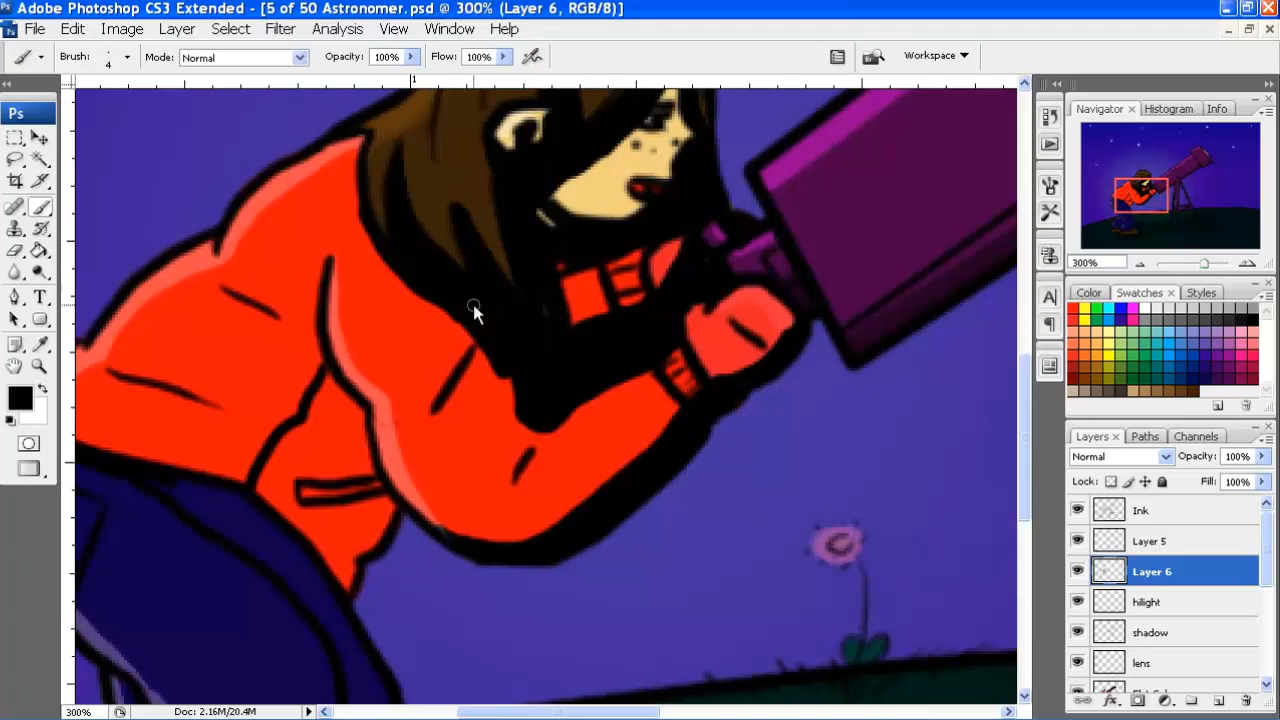 Adobe Photoshop CS3 Extended - [5 of 50 Astronomer.psd @ 300% (Layer 6, RGB/8)]
File Edit Image Layer Select Filter Analysis View Window Help
Brush: 4 Mode: Normal Opacity: 100% Flow: 100% Workspace
1
Ps
Navigator Histogram Info
300%
Color Swatches Styles
Layers Paths Channels
Normal Opacity: 100%
Lock: Fill: 100%
Ink
Layer 5
Layer 6
hilight
shadow
lens
300% Doc: 2.16M/20.4M